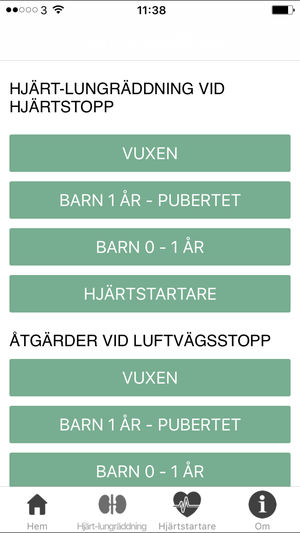 3 11:38
HJÄRT-LUNGRÄDDNING VID
HJÄRTSTOPP
VUXEN
BARN 1 ÅR - PUBERTET
BARN 0 - 1 ÅR
HJÄRTSTARTARE
ÅTGÄRDER VID LUFTVÄGSSTOPP
VUXEN
BARN 1 ÅR - PUBERTET
BARN 0 - 1 ÅR
Hem Hjärt-lungräddning Hjärtstartare Om